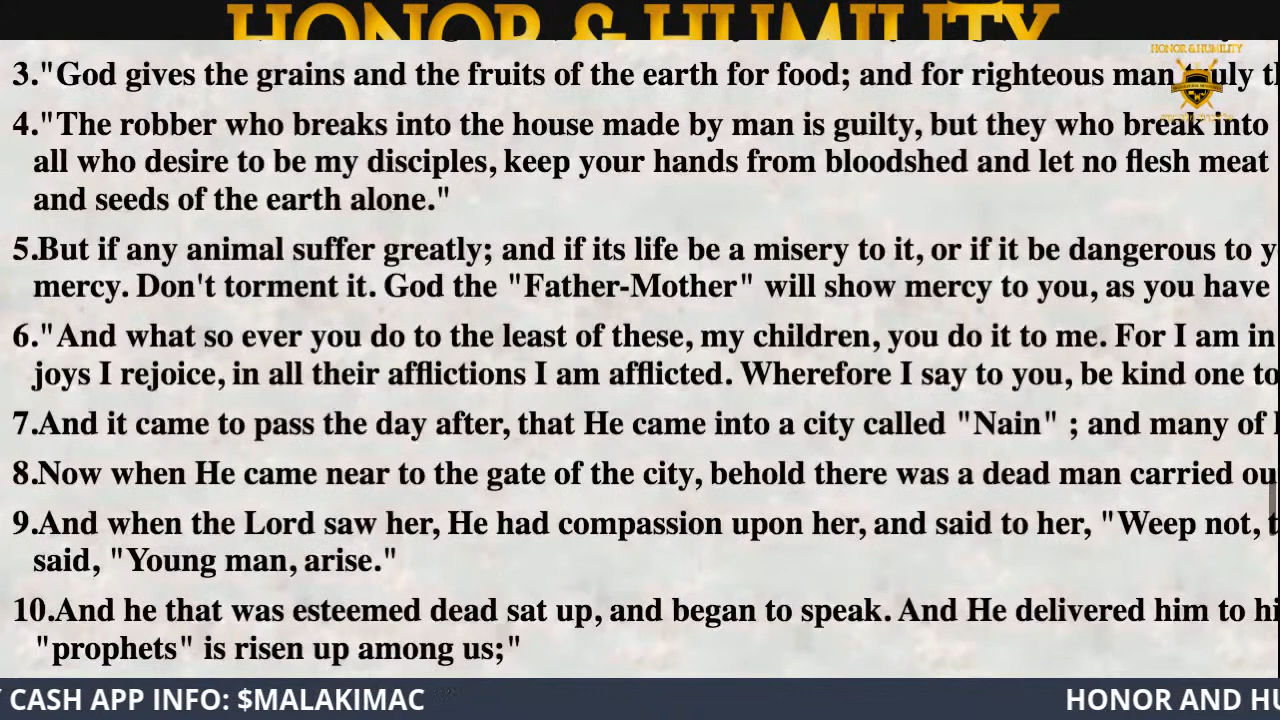 HONOR & HUMILITY
HONOR & HUMILITY
3."God gives the grains and the fruits of the earth for food; and for righteous man
4."The robber who breaks into the house made by man is guilty, but they who break into
all who desire to be my disciples, keep your hands from bloodshed and let no flesh meat
and seeds of the earth alone."
5.But if any animal suffer greatly; and if its life be a misery to it, or if it be dangerous to y
mercy. Don't torment it. God the "Father-Mother" will show mercy to you, as you have
6."And what so ever you do to the least of these, my children, you do it to me. For I am in
joys I rejoice, in all their afflictions I am afflicted. Wherefore I say to you, be kind one to
7.And it came to pass the day after, that He came into a city called "Nain" ; and many of
8.Now when He came near to the gate of the city, behold there was a dead man carried ou
9.And when the Lord saw her, He had compassion upon her, and said to her, "Weep not,
said, "Young man, arise."
10.And he that was esteemed dead sat up, and began to speak. And He delivered him to hi
"prophets" is risen up among us;"
Y CASH APP INFO: $MALAKIMAC
HONOR AND HU